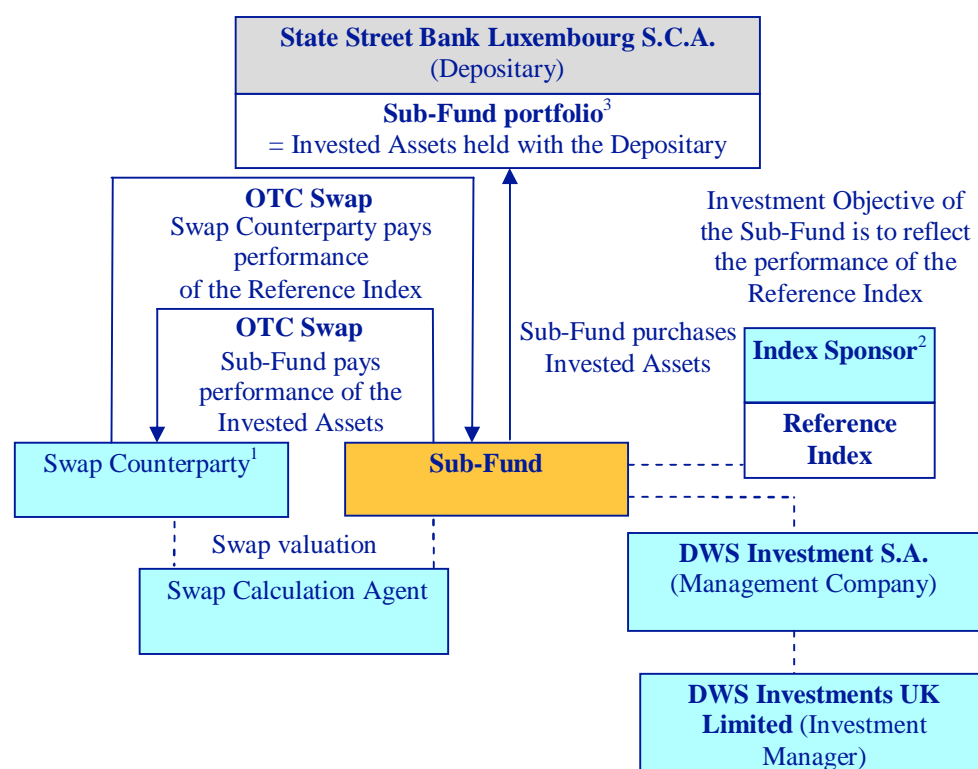 State Street Bank Luxembourg S.C.A.
(Depositary)
Sub-Fund portfolio³
= Invested Assets held with the Depositary
OTC Swap
Swap Counterparty pays
performance
of the Reference Index
OTC Swap
Sub-Fund pays
performance of the
Invested Assets
Sub-Fund purchases
Invested Assets
Investment Objective of
the Sub-Fund is to reflect
the performance of the
Reference Index
Index Sponsor²
Reference
Index
Swap Counterparty¹
Sub-Fund
Swap valuation
Swap Calculation Agent
DWS Investment S.A.
(Management Company)
DWS Investments UK
Limited (Investment
Manager)